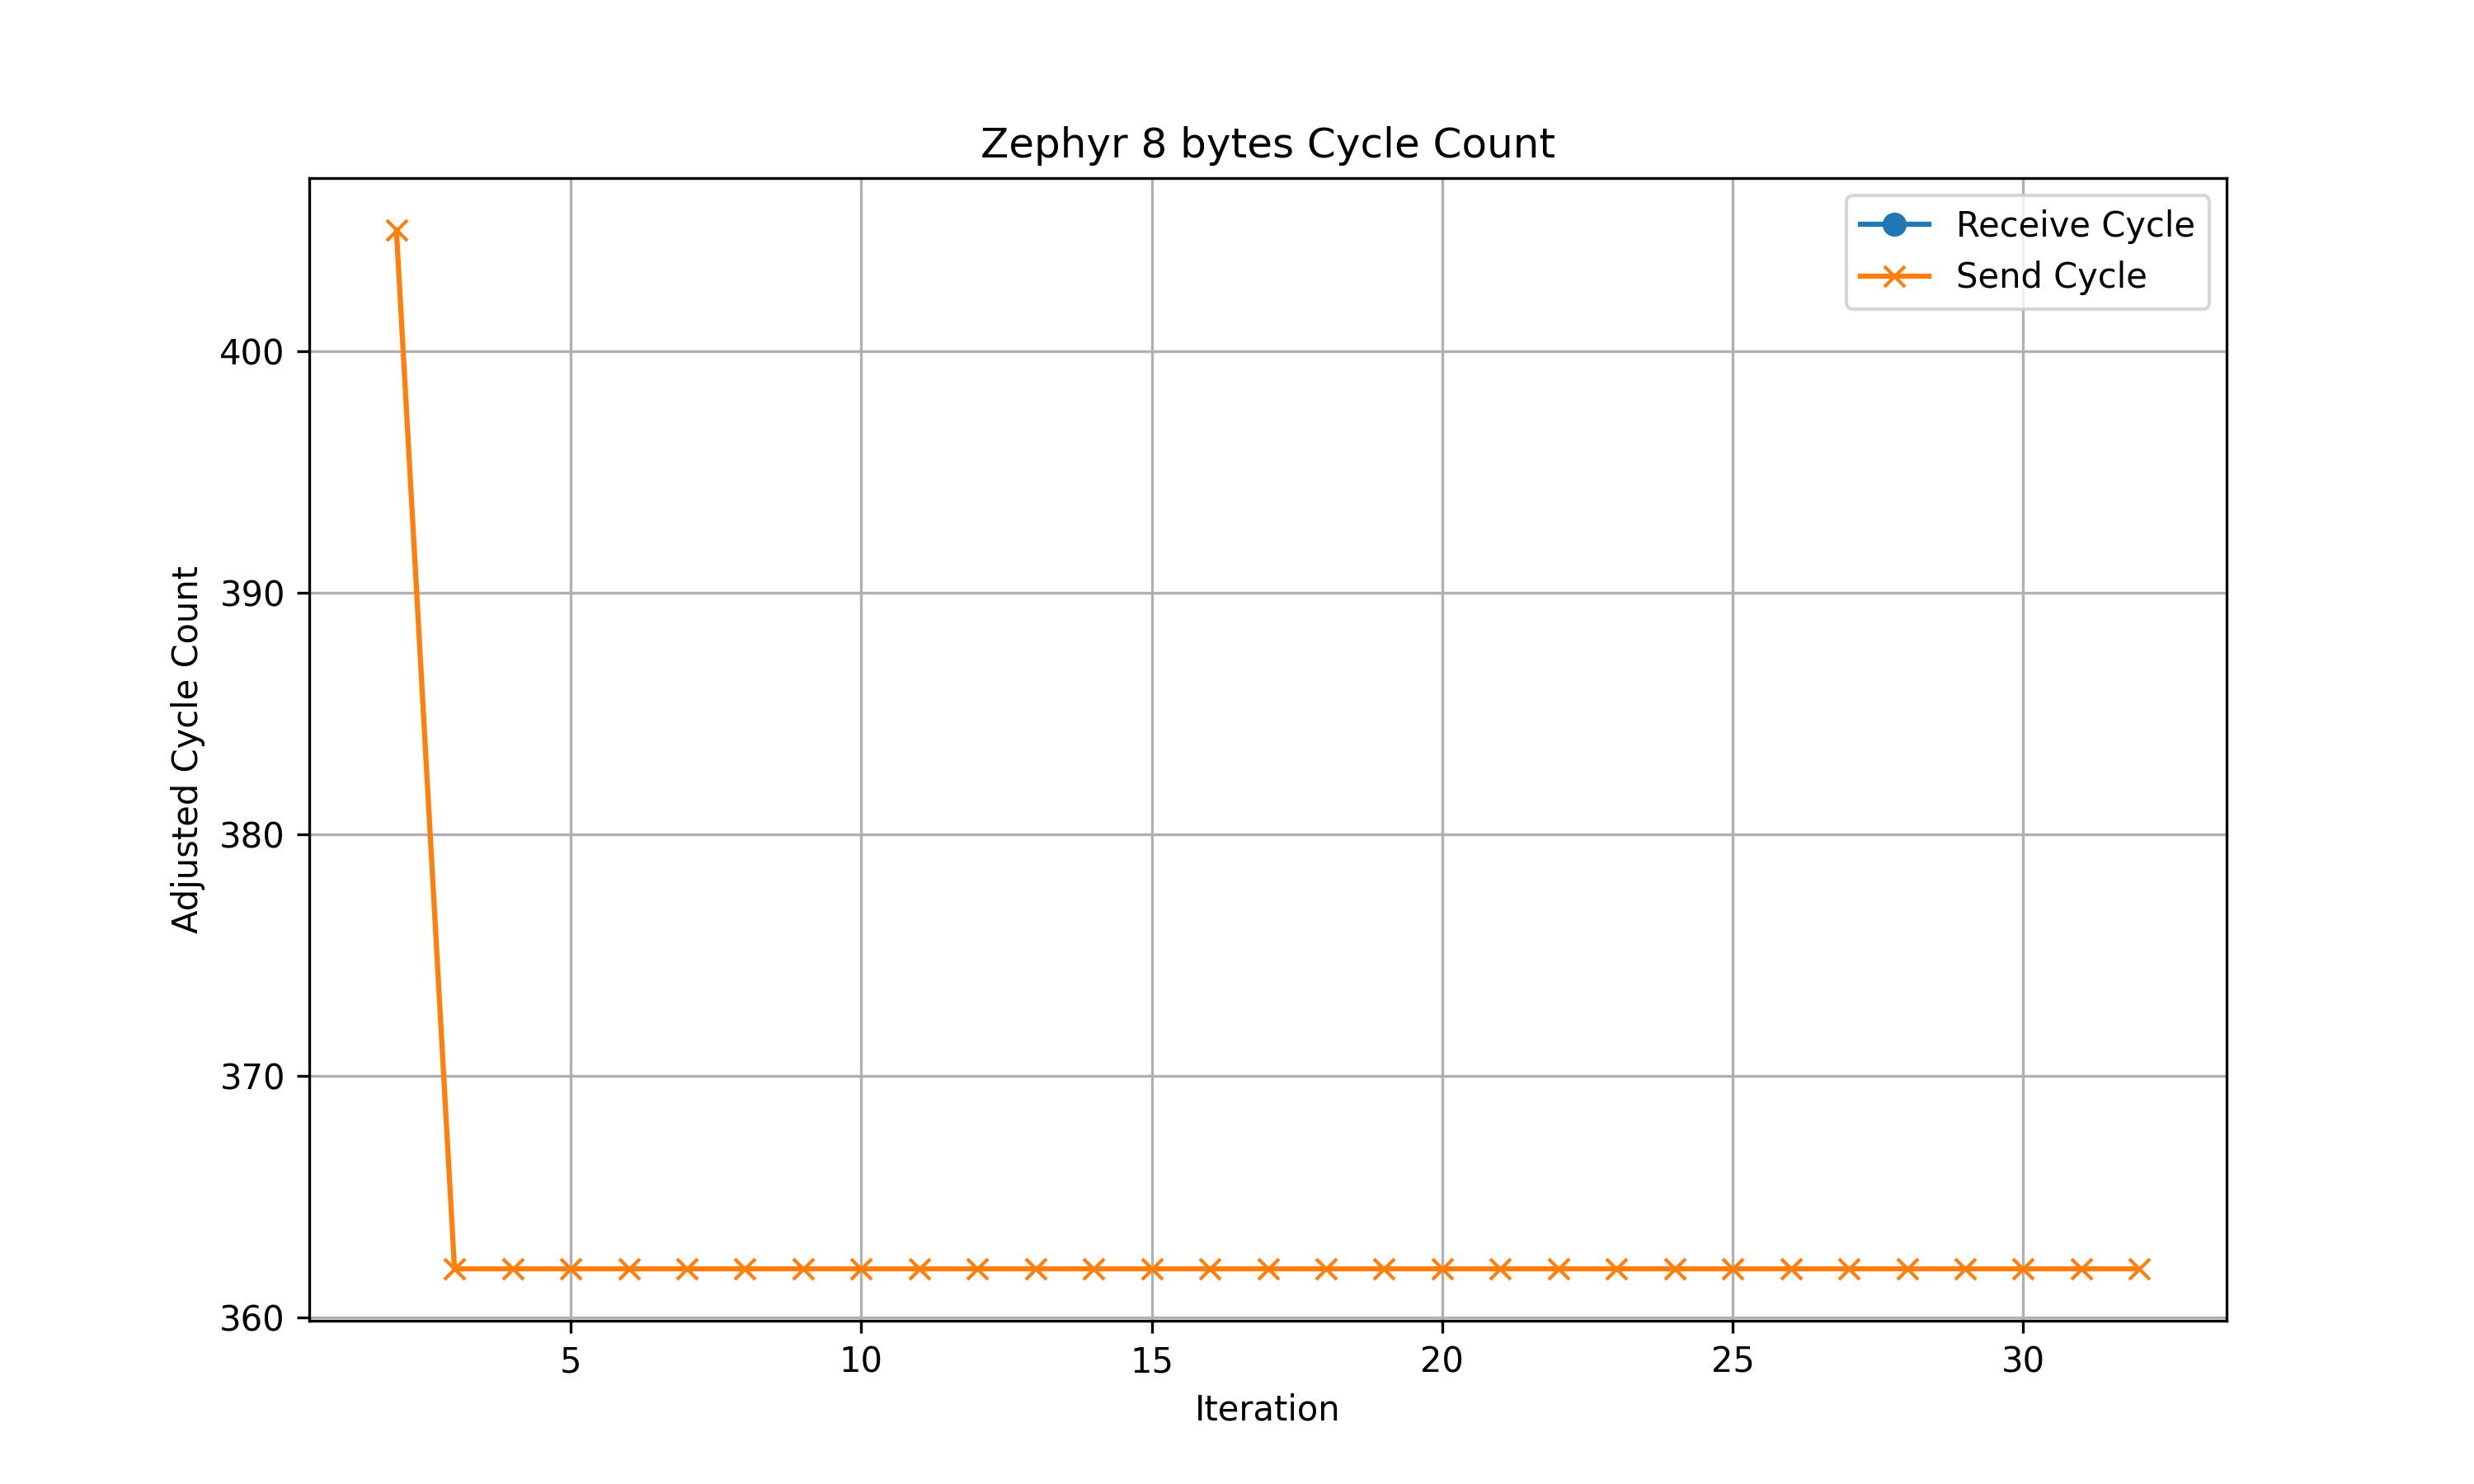 Zephyr 8 bytes Cycle Count
Receive Cycle
Send Cycle
Adjusted Cycle Count
400
390
380
370
360
5 10 15 20 25 30
Iteration